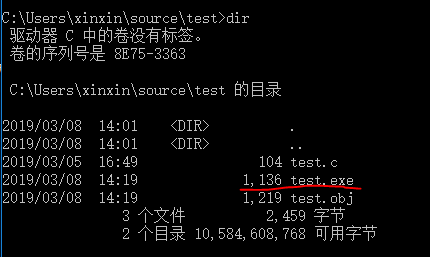 C:\Users\xinxin\source\test>dir
驱动器 C 中的卷没有标签。
卷的序列号是 8E75-3363
C:\Users\xinxin\source\test 的目录
2019/03/08 14:01 <DIR> .
2019/03/08 14:01 <DIR> ..
2019/03/05 16:49 104 test.c
2019/03/08 14:19 1,136 test.exe
2019/03/08 14:19 1,219 test.obj
3 个文件 2,459 字节
2 个目录 10,584,608,768 可用字节